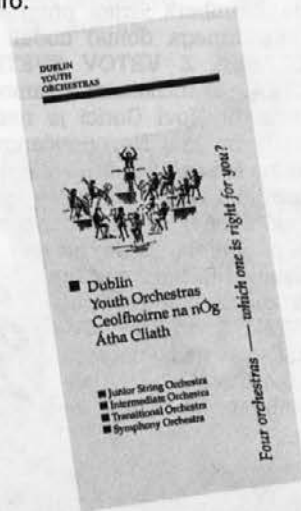 nfo.
DUBLIN
YOUTH
ORCHESTRAS
■ Dublin
Youth Orchestras
Ceolfhoirne na nÓg
Átha Cliath
■ Junior String Orchestra
■ Intermediate Orchestra
■ Transitional Orchestra
■ Symphony Orchestra
Four orchestras — which one is right for you?